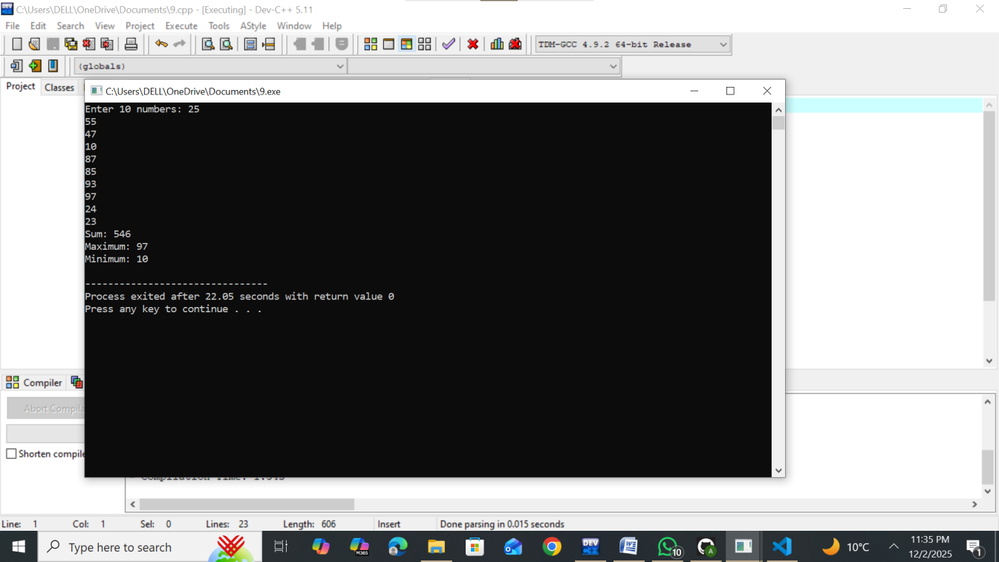 C:\Users\DELL\OneDrive\Documents\9.cpp - [Executing] - Dev-C++ 5.11
File Edit Search View Project Execute Tools AStyle Window Help
TDM-GCC 4.9.2 64-bit Release
(globals)
Project Classes
C:\Users\DELL\OneDrive\Documents\9.exe
Enter 10 numbers: 25
55
47
10
87
85
93
97
24
23
Sum: 546
Maximum: 97
Minimum: 10
--------------------------------
Process exited after 22.05 seconds with return value 0
Press any key to continue . . .
Compiler
Abort Compila
Shorten compile
Line: 1 Col: 1 Sel: 0 Lines: 23 Length: 606 Insert Done parsing in 0.015 seconds
Type here to search
M365
DEV
10
A
10°C
11:35 PM
12/2/2025
1